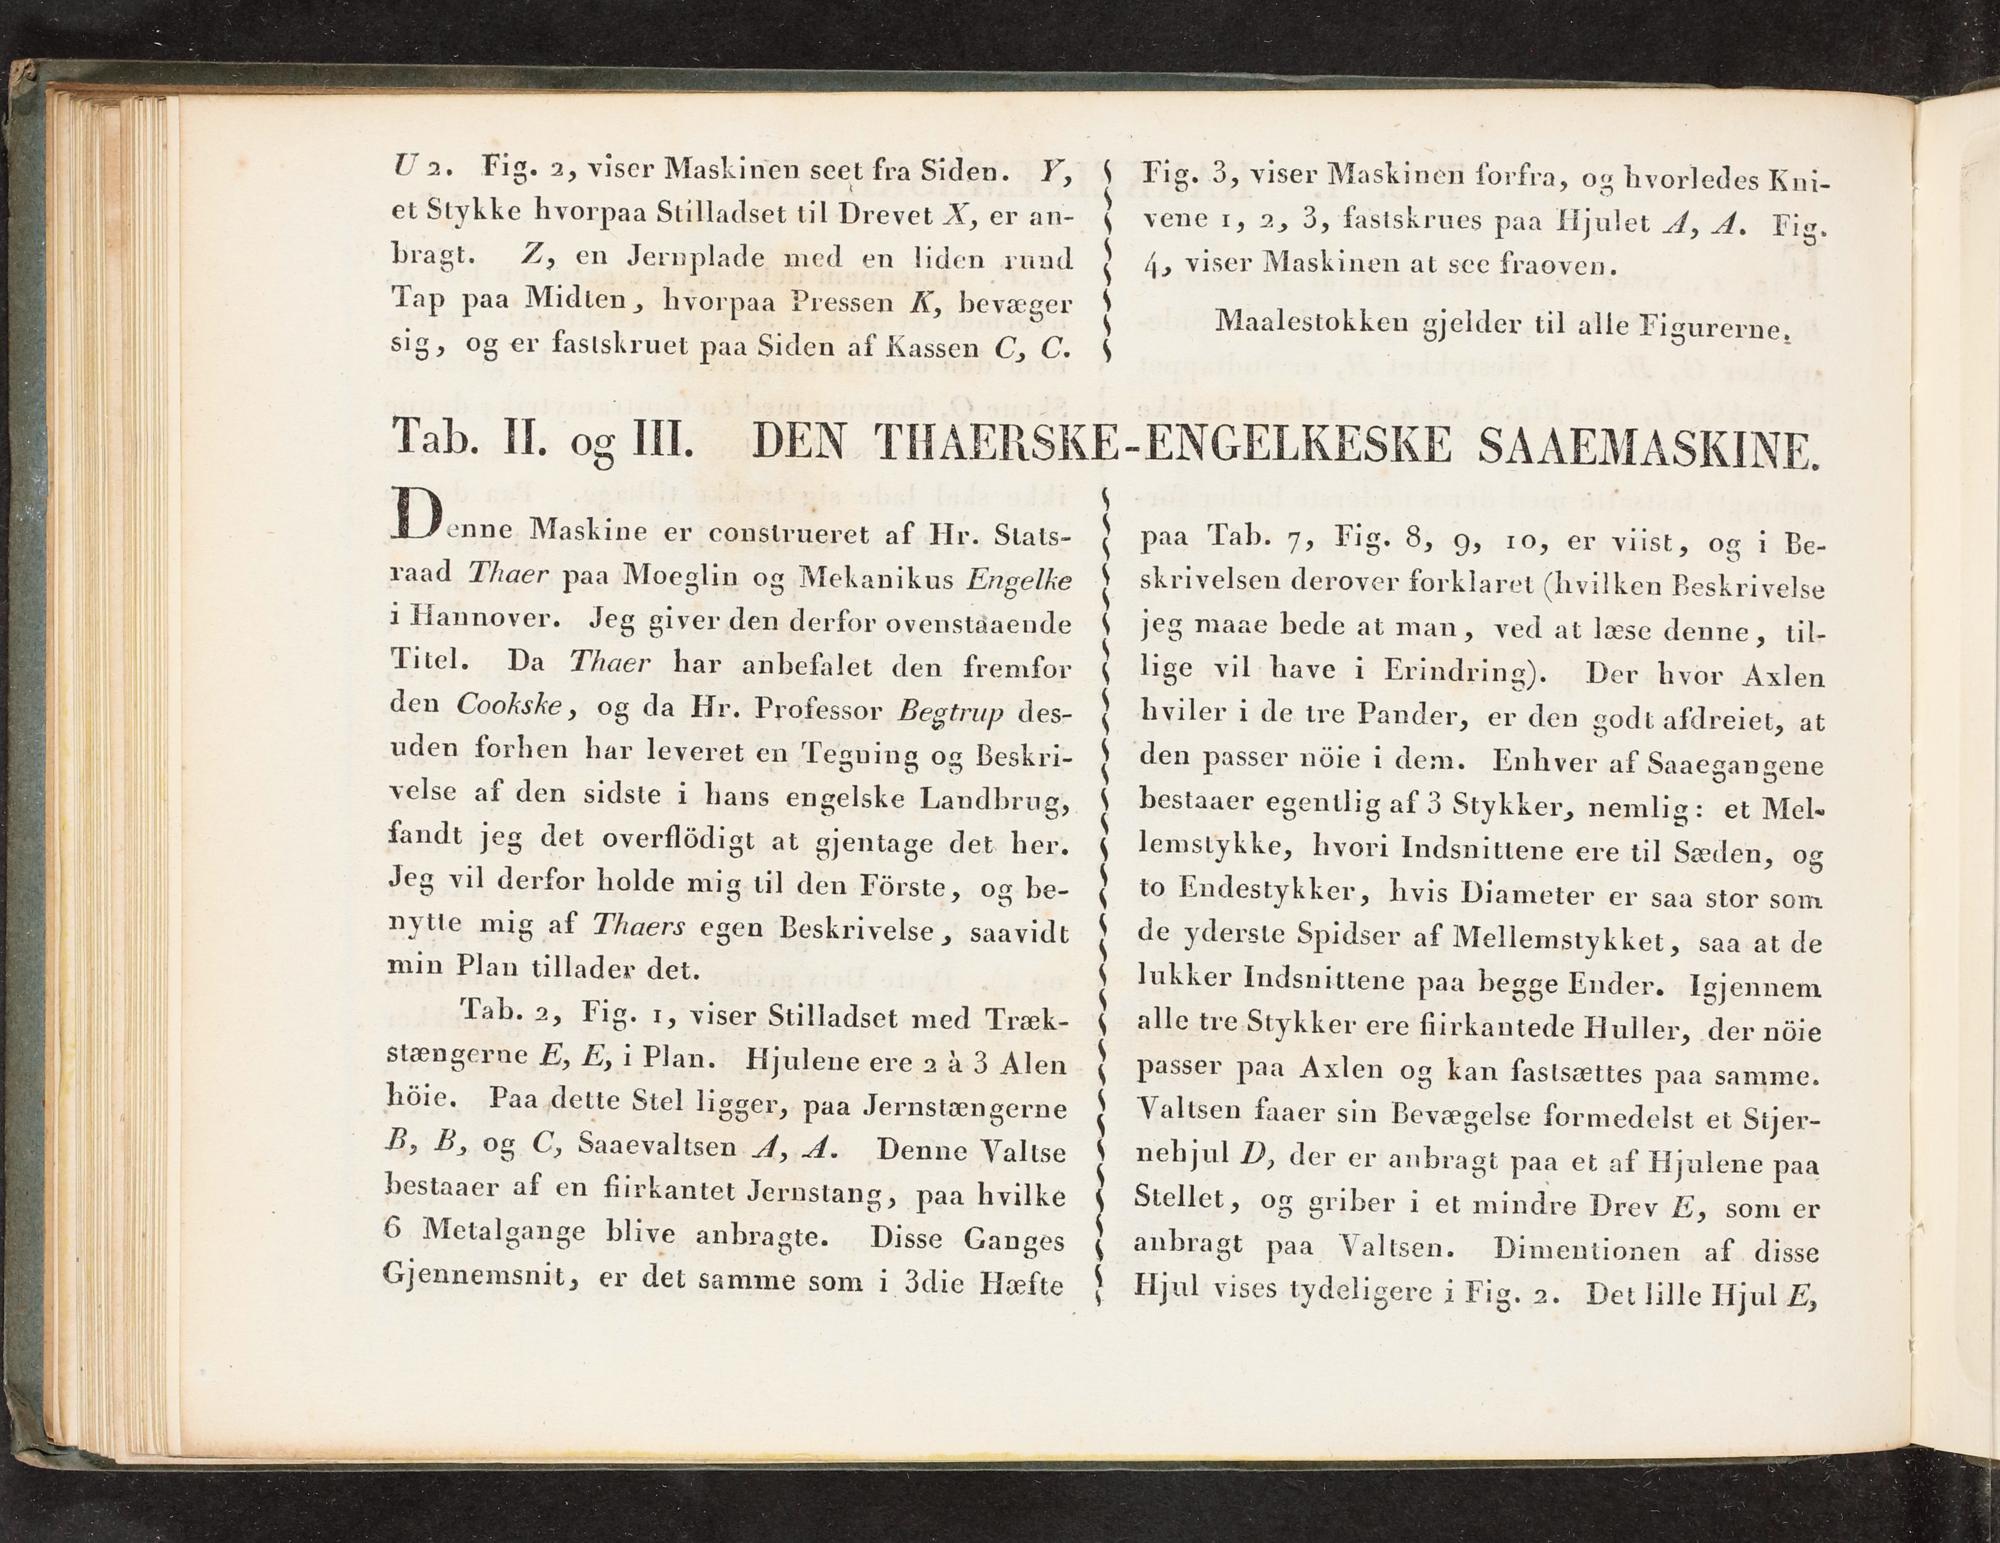 U 2. Fig. 2, viser Maskinen seet fra Siden. Y,
et Stykke hvorpaa Stilladset til Drevet X, er an-
bragt. Z, en Jernplade med en liden rund
Tap paa Midten, hvorpaa Pressen K, bevæger
sig, og er fastskruet paa Siden af Kassen C, C.
Fig. 3, viser Maskinen forfra, og hvorledes Kni-
vene 1, 2, 3, fastskrues paa Hjulet A, A. Fig.
4, viser Maskinen at see fraoven.
Maalestokken gjelder til alle Figurerne.
Tab. II. og III. DEN THAERSKE-ENGELKESKE SAAEMASKINE.
Denne Maskine er construeret af Hr. Stats-
raad Thaer paa Moeglin og Mekanikus Engelke
i Hannover. Jeg giver den derfor ovenstaaende
Titel. Da Thaer har anbefalet den fremfor
den Cookske, og da Hr. Professor Begtrup des-
uden forhen har leveret en Tegning og Beskri-
velse af den sidste i hans engelske Landbrug,
fandt jeg det overflödigt at gjentage det her.
Jeg vil derfor holde mig til den Förste, og be-
nytte mig af Thaers egen Beskrivelse, saavidt
min Plan tillader det.
Tab. 2, Fig. 1, viser Stilladset med Træk-
stængerne E, E, i Plan. Hjulene ere 2 à 3 Alen
höie. Paa dette Stel ligger, paa Jernstængerne
B, B, og C, Saaevaltsen A, A. Denne Valtse
bestaaer af en fiirkantet Jernstang, paa hvilke
6 Metalgange blive anbragte. Disse Ganges
Gjennemsnit, er det samme som i 3die Hæfte
paa Tab. 7, Fig. 8, 9, 10, er viist, og i Be-
skrivelsen derover forklaret (hvilken Beskrivelse
jeg maae bede at man, ved at læse denne, til-
lige vil have i Erindring). Der hvor Axlen
hviler i de tre Pander, er den godt afdreiet, at
den passer nöie i dem. Enhver af Saaegangene
bestaaer egentlig af 3 Stykker, nemlig: et Mel-
lemstykke, hvori Indsnittene ere til Sæden, og
to Endestykker, hvis Diameter er saa stor som
de yderste Spidser af Mellemstykket, saa at de
lukker Indsnittene paa begge Ender. Igjennem
alle tre Stykker ere fiirkantede Huller, der nöie
passer paa Axlen og kan fastsættes paa samme.
Valtsen faaer sin Bevægelse formedelst et Stjer-
nehjul D, der er anbragt paa et af Hjulene paa
Stellet, og griber i et mindre Drev E, som er
anbragt paa Valtsen. Dimentionen af disse
Hjul vises tydeligere i Fig. 2. Det lille Hjul E,